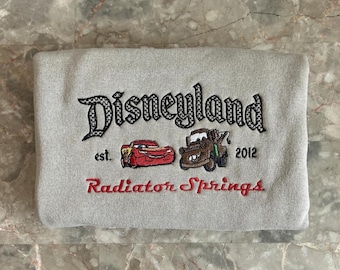 Disneyland
est. 2012
Radiator Springs